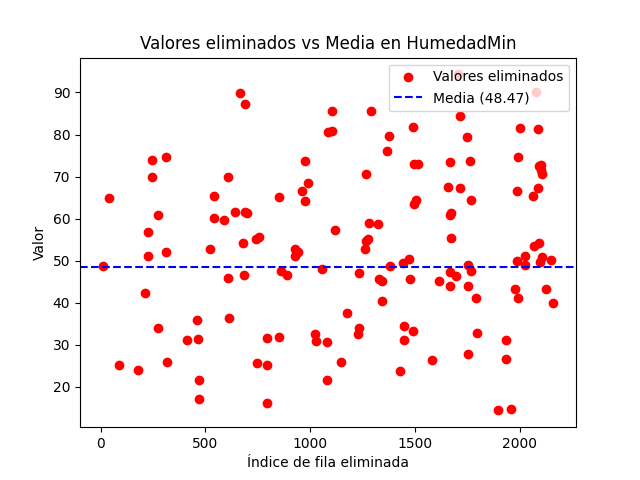 Valores eliminados vs Media en HumedadMin
Valores eliminados
Media (48.47)
Valor
90
80
70
60
50
40
30
20
0
500
1000
1500
2000
Índice de fila eliminada